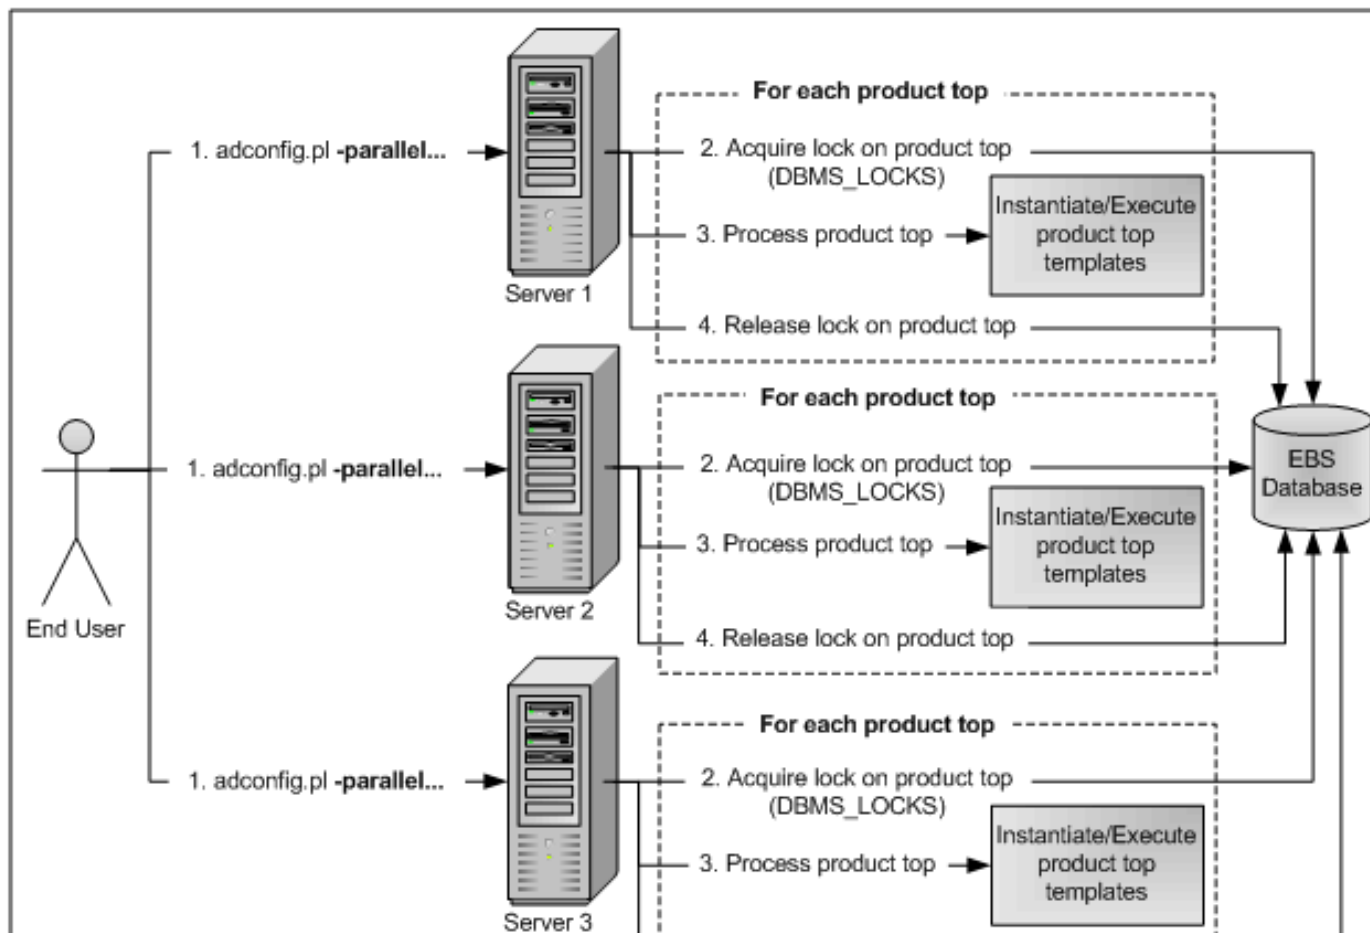 For each product top
1. adconfig.pl -parallel...
2. Acquire lock on product top
(DBMS_LOCKS)
Instantiate/Execute
product top
templates
3. Process product top
Server 1
4. Release lock on product top
For each product top
1. adconfig.pl -parallel...
2. Acquire lock on product top
(DBMS_LOCKS)
EBS
Database
Instantiate/Execute
product top
templates
3. Process product top
Server 2
End User
4. Release lock on product top
For each product top
1. adconfig.pl -parallel...
2. Acquire lock on product top
(DBMS_LOCKS)
Instantiate/Execute
product top
templates
3. Process product top
Server 3